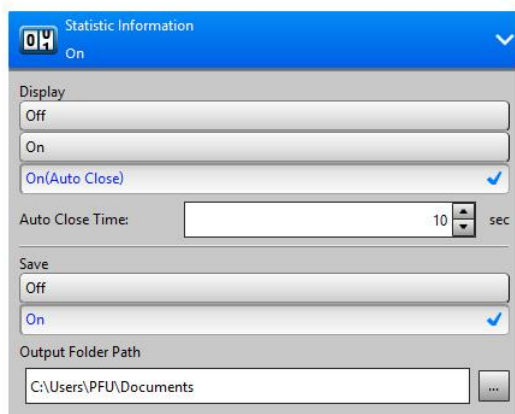 Statistic Information
On
Display
Off
On
On(Auto Close)
Auto Close Time: 10 sec
Save
Off
On
Output Folder Path
C:\Users\PFU\Documents ...